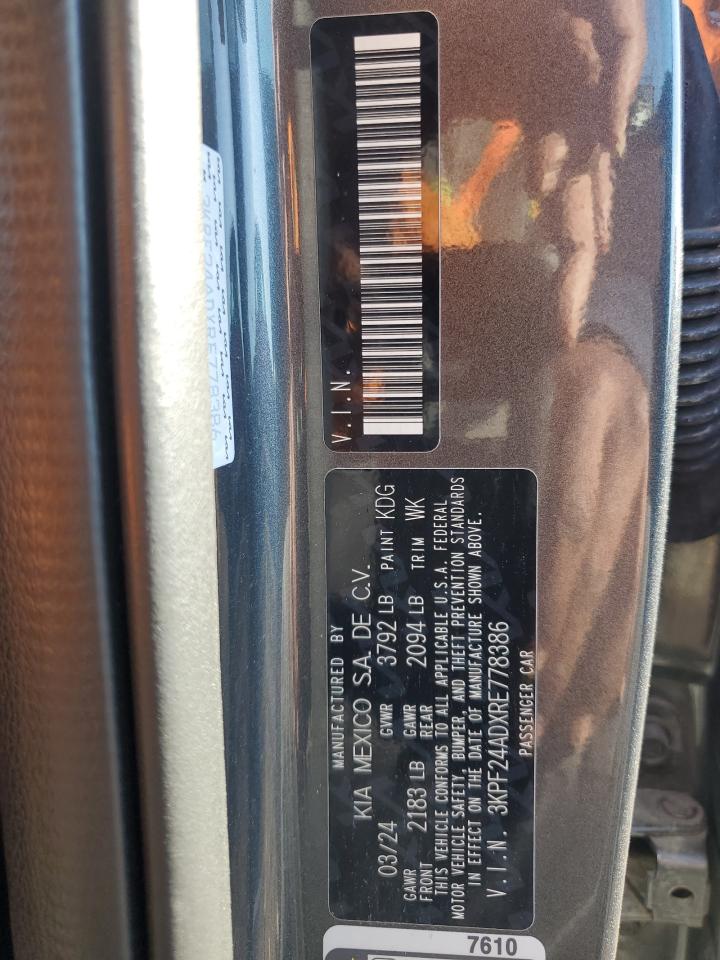 MANUFACTURED BY
KIA MEXICO S.A. DE C.V.
03/24 GVWR 3792 LB PAINT KDG
GAWR FRONT 2183 LB GAWR REAR 2094 LB TRIM WK
THIS VEHICLE CONFORMS TO ALL APPLICABLE U.S.A. FEDERAL
MOTOR VEHICLE SAFETY, BUMPER, AND THEFT PREVENTION STANDARDS
IN EFFECT ON THE DATE OF MANUFACTURE SHOWN ABOVE.
V.I.N. 3KPF24ADXRE778386
PASSENGER CAR
V.I.N.
7610